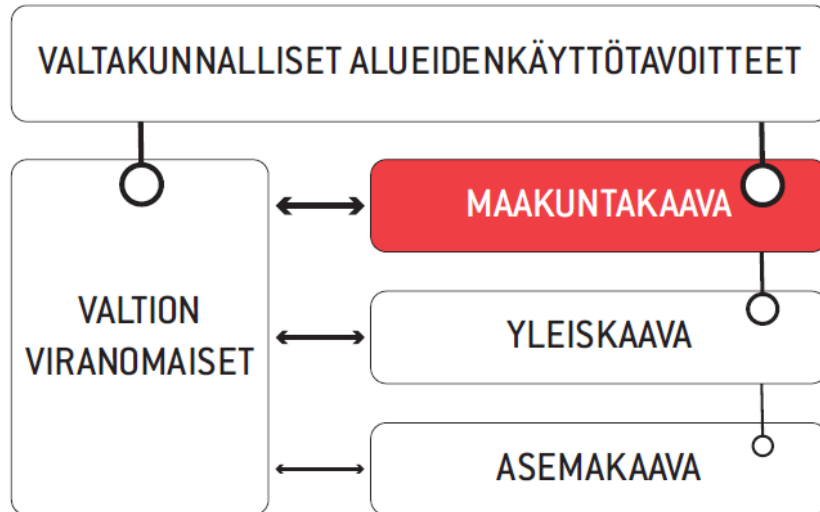 VALTAKUNNALLISET ALUEIDENKÄYTTÖTAVOITTEET
MAAKUNTAKAAVA
VALTION
VIRANOMAISET
YLEISKAAVA
ASEMAKAAVA